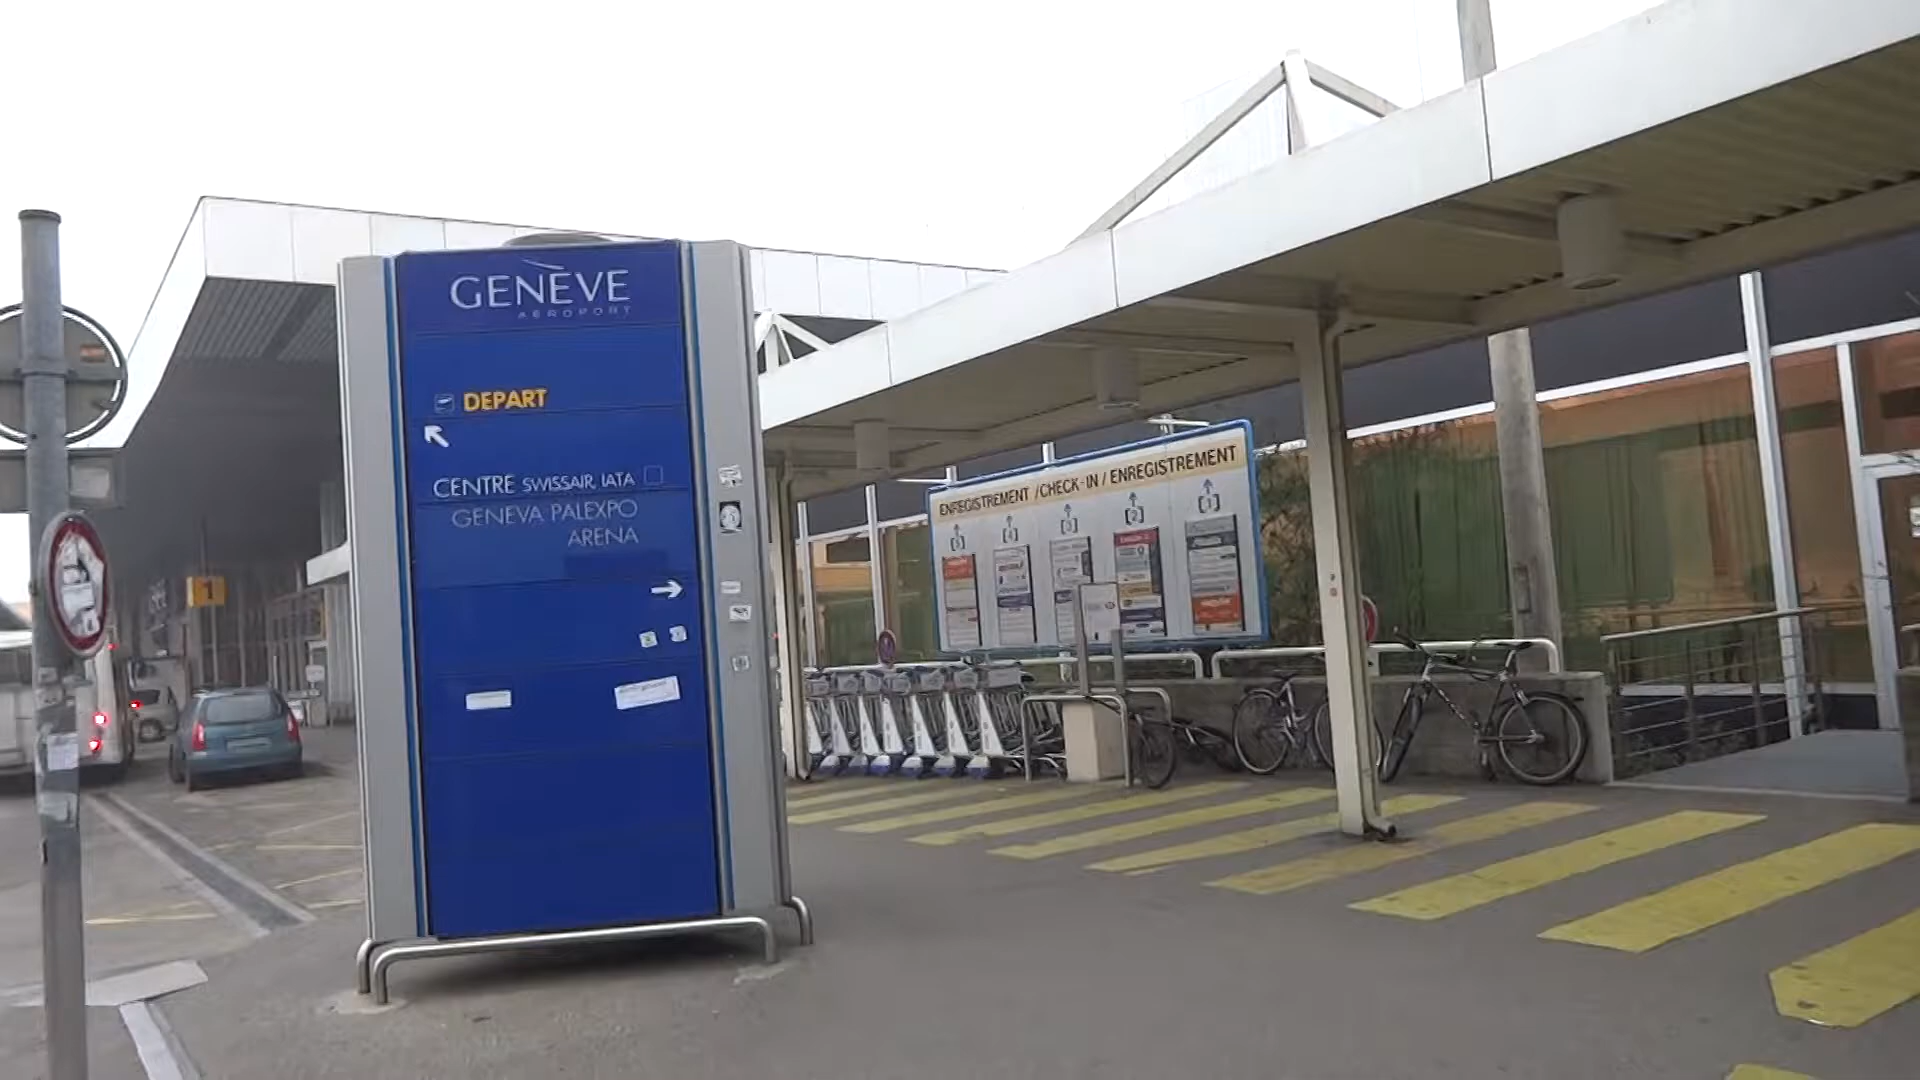 GENÈVE
AEROPORT
DEPART
CENTRE SWISSAIR, IATA
GENEVA PALEXPO
ARENA
1
ENREGISTREMENT / CHECK-IN / ENREGISTREMENT
[5] [4] [3] [2] [1]